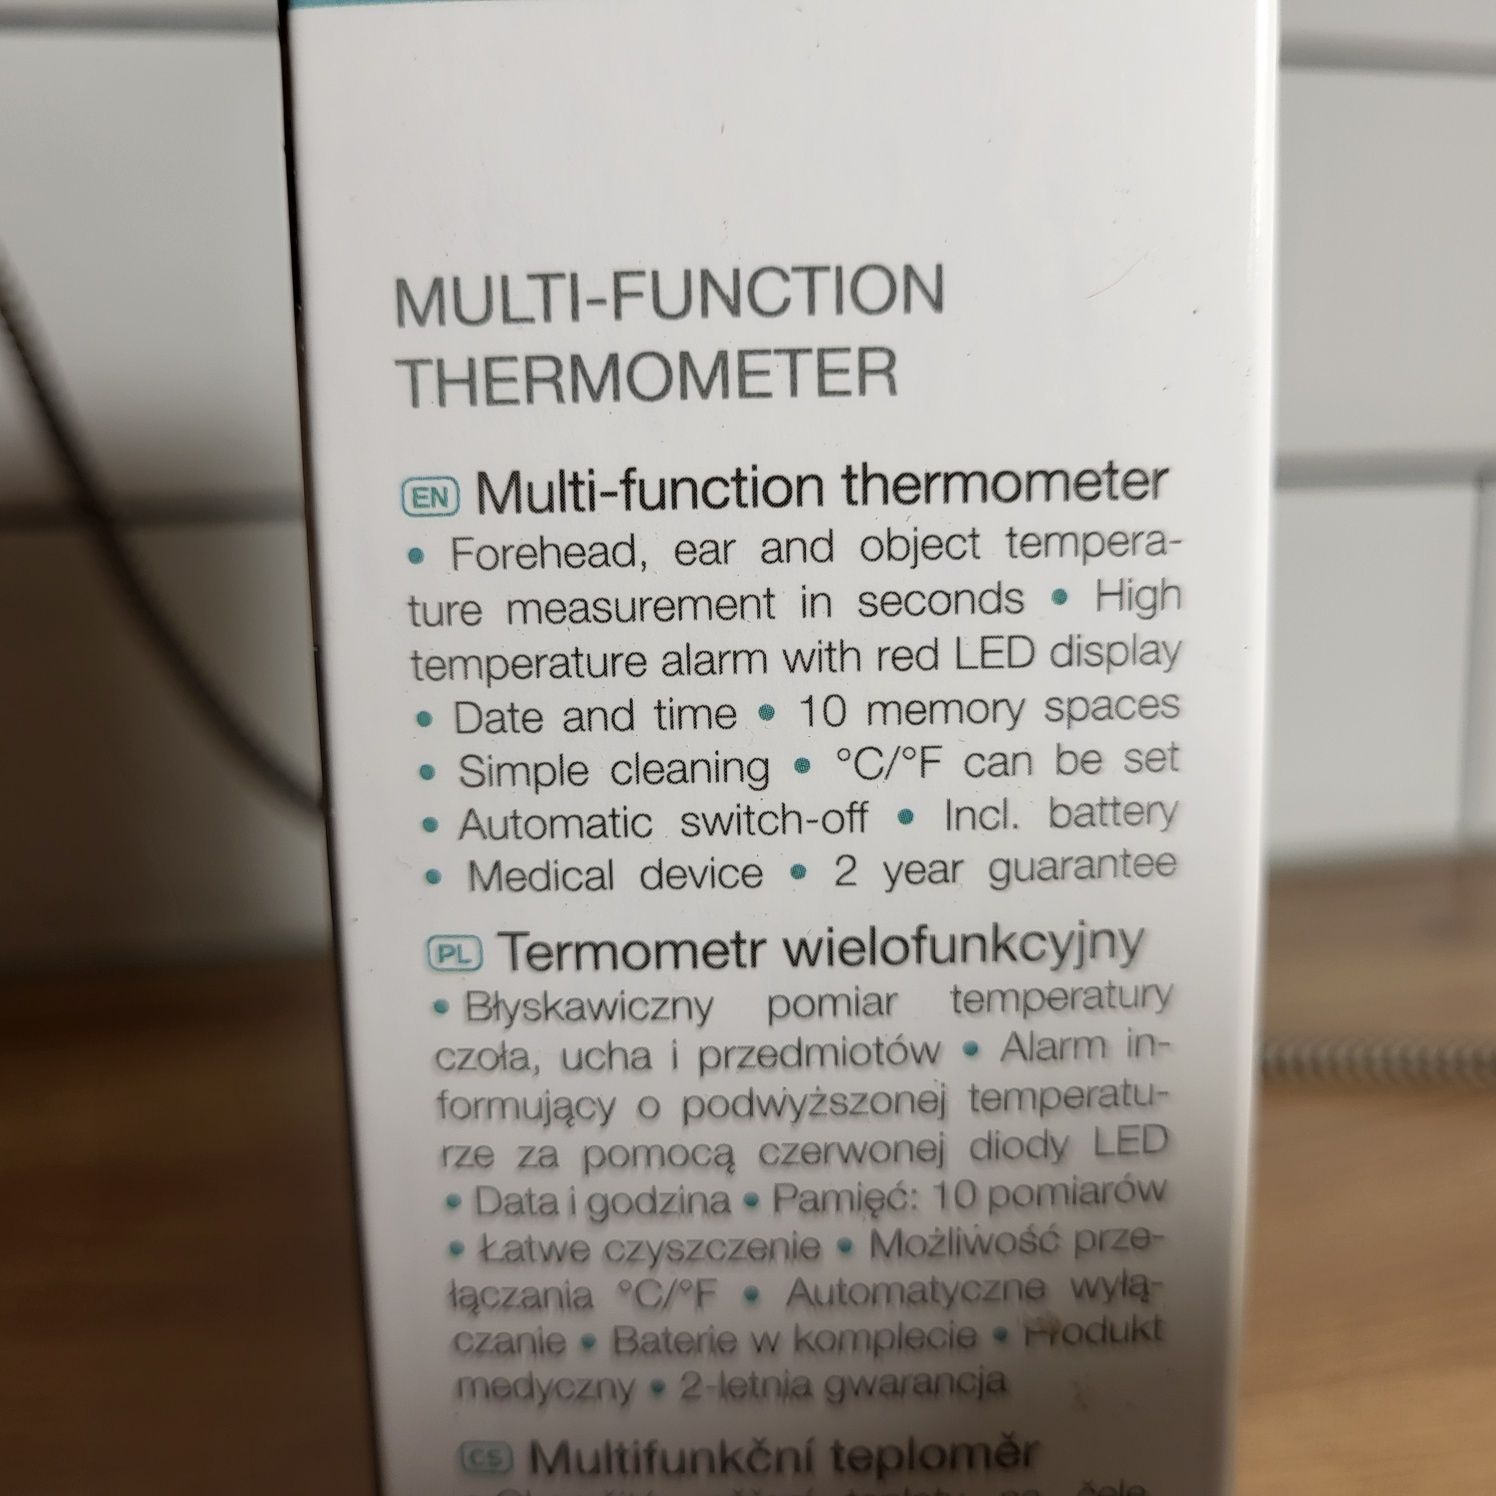 MULTI-FUNCTION
THERMOMETER
EN Multi-function thermometer
• Forehead, ear and object tempera-
ture measurement in seconds • High
temperature alarm with red LED display
• Date and time • 10 memory spaces
• Simple cleaning • °C/°F can be set
• Automatic switch-off • Incl. battery
• Medical device • 2 year guarantee
PL Termometr wielofunkcyjny
• Błyskawiczny pomiar temperatury
czoła, ucha i przedmiotów • Alarm in-
formujący o podwyższonej temperatu-
rze za pomocą czerwonej diody LED
• Data i godzina • Pamięć: 10 pomiarów
• Łatwe czyszczenie • Możliwość prze-
łączania °C/°F • Automatyczne wyłą-
czanie • Baterie w komplecie • Produkt
medyczny • 2-letnia gwarancja
CS Multifunkční teploměr